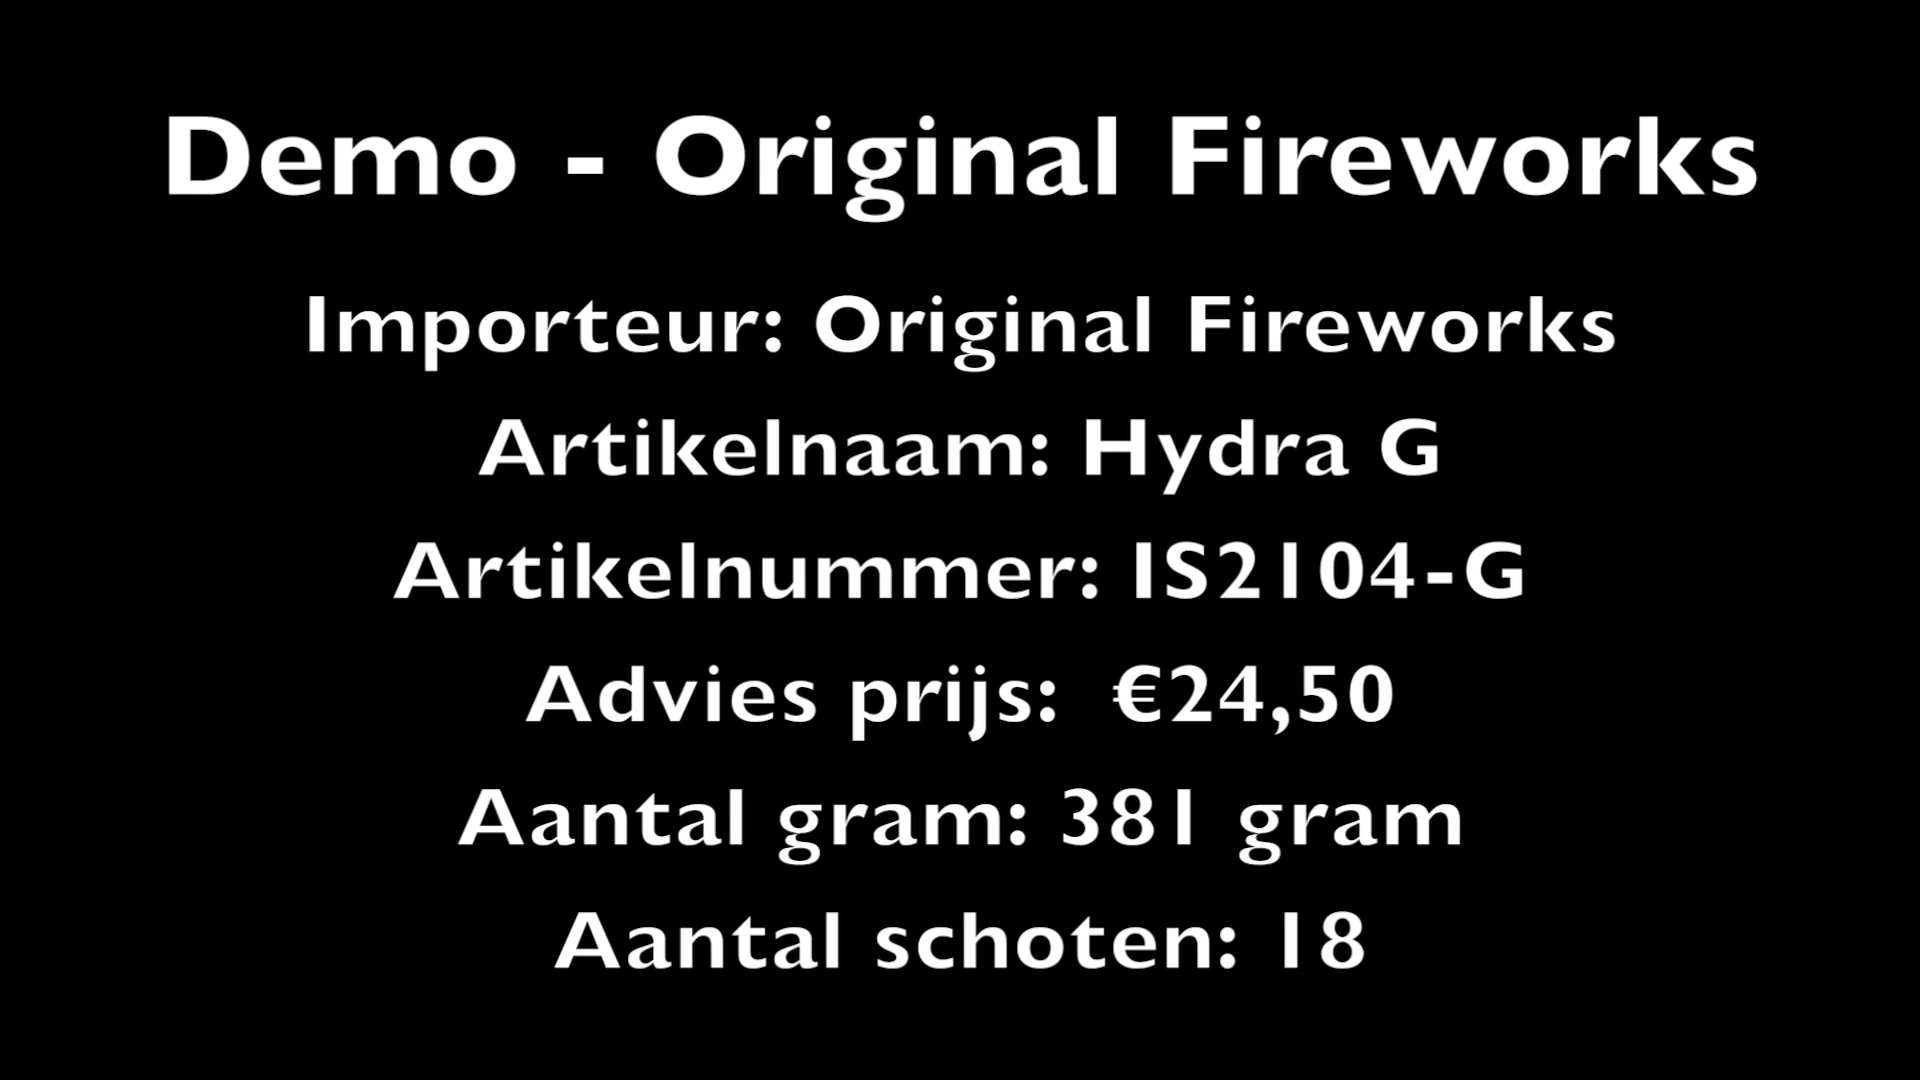 Demo - Original Fireworks
Importeur: Original Fireworks
Artikelnaam: Hydra G
Artikelnummer: IS2104-G
Advies prijs: €24,50
Aantal gram: 381 gram
Aantal schoten: 18